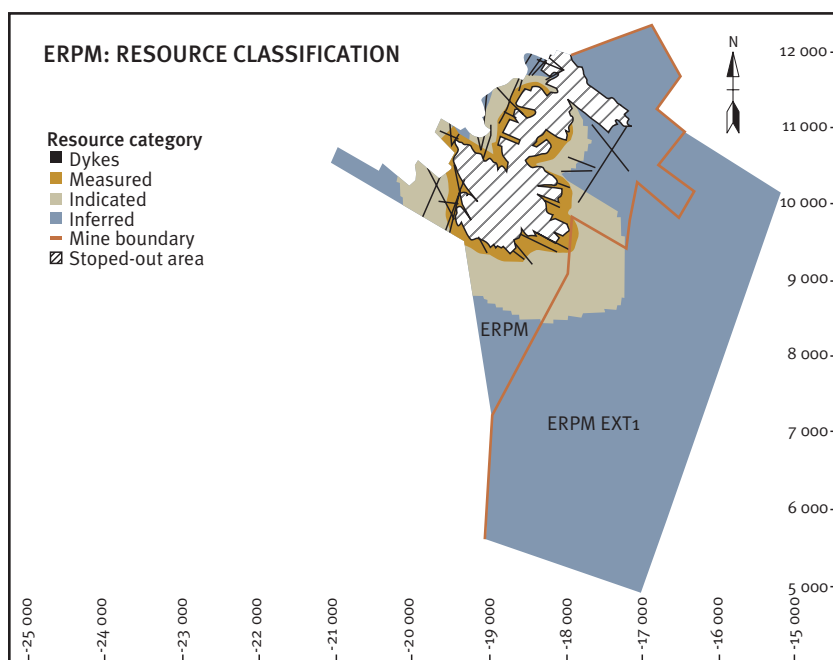 ERPM: RESOURCE CLASSIFICATION
N
Resource category
Dykes
Measured
Indicated
Inferred
Mine boundary
Stoped-out area
12 000
11 000
10 000
9 000
8 000
7 000
6 000
5 000
ERPM
ERPM EXT1
-25 000
-24 000
-23 000
-22 000
-21 000
-20 000
-19 000
-18 000
-17 000
-16 000
-15 000